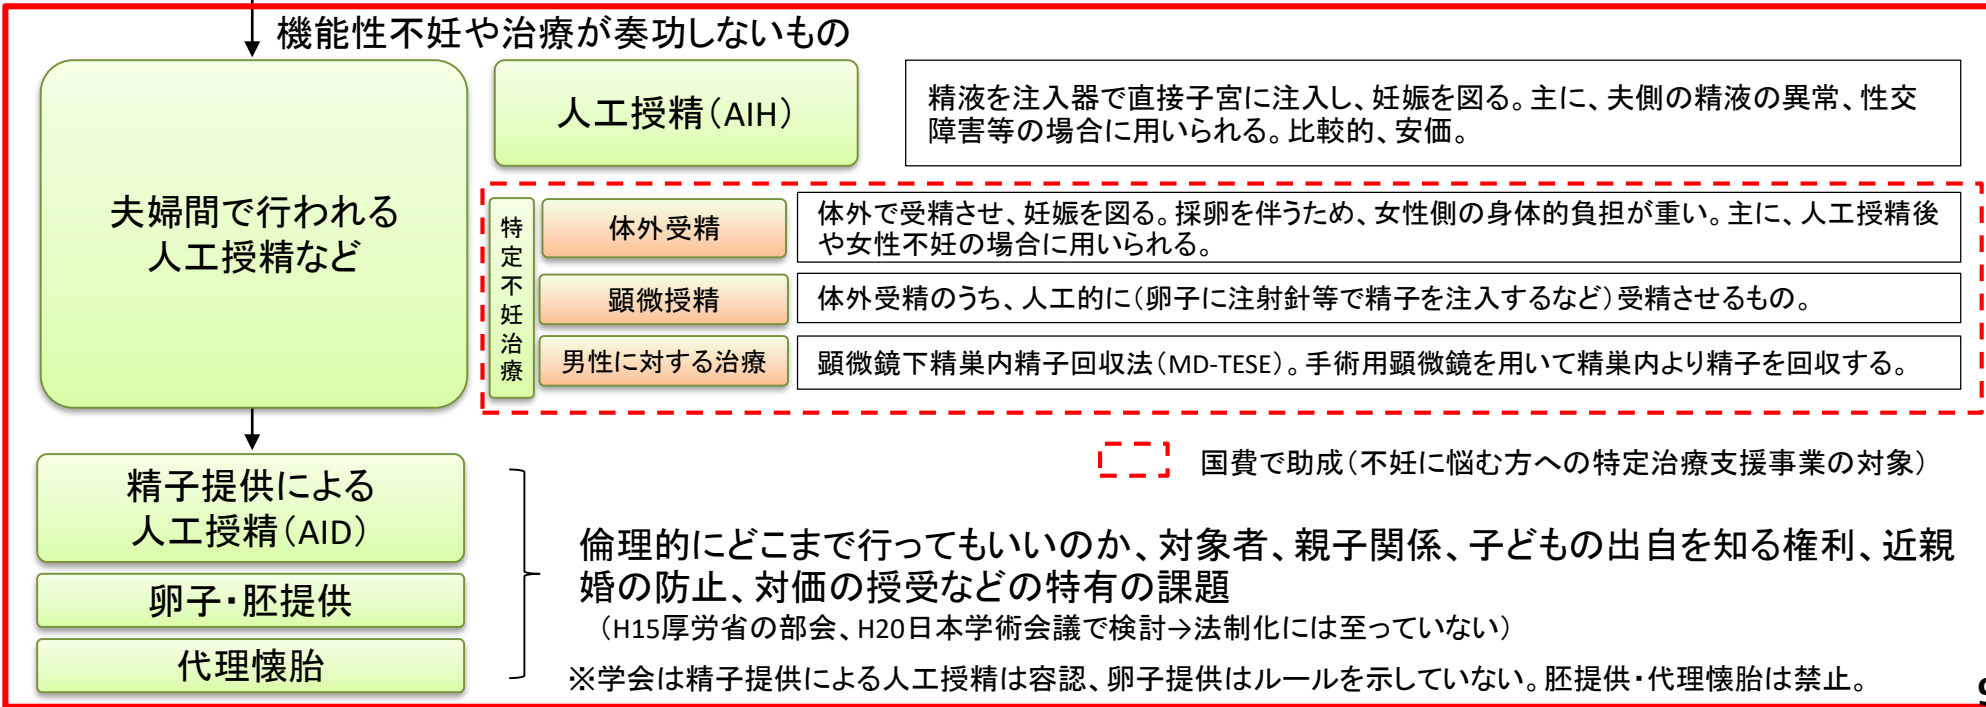 機能性不妊や治療が奏功しないもの
夫婦間で行われる
人工授精など
人工授精(AIH)
精液を注入器で直接子宮に注入し、妊娠を図る。主に、夫側の精液の異常、性交
障害等の場合に用いられる。比較的、安価。
特定不妊治療
体外受精
体外で受精させ、妊娠を図る。採卵を伴うため、女性側の身体的負担が重い。主に、人工授精後
や女性不妊の場合に用いられる。
顕微授精
体外受精のうち、人工的に(卵子に注射針等で精子を注入するなど)受精させるもの。
男性に対する治療
顕微鏡下精巣内精子回収法(MD-TESE)。手術用顕微鏡を用いて精巣内より精子を回収する。
国費で助成(不妊に悩む方への特定治療支援事業の対象)
精子提供による
人工授精(AID)
卵子・胚提供
代理懐胎
倫理的にどこまで行ってもいいのか、対象者、親子関係、子どもの出自を知る権利、近親
婚の防止、対価の授受などの特有の課題
(H15厚労省の部会、H20日本学術会議で検討→法制化には至っていない)
※学会は精子提供による人工授精は容認、卵子提供はルールを示していない。胚提供・代理懐胎は禁止。